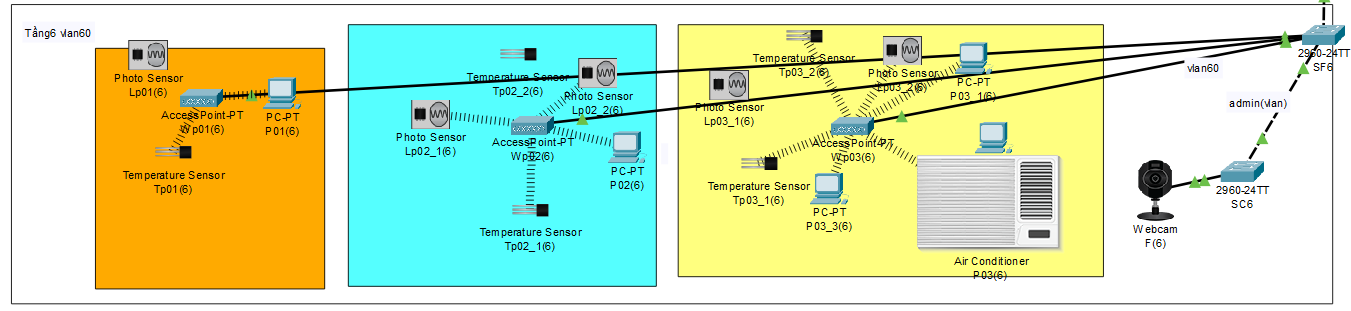 Tầng6 vlan60
Photo Sensor
Lp01(6)
AccessPoint-PT
Wp01(6)
PC-PT
P01(6)
Temperature Sensor
Tp01(6)
Temperature Sensor
Tp02_2(6)
Photo Sensor
Lp02_2(6)
Photo Sensor
Lp02_1(6)
AccessPoint-PT
Wp02(6)
PC-PT
P02(6)
Temperature Sensor
Tp02_1(6)
Temperature Sensor
Tp03_2(6)
Photo Sensor
Lp03_2(6)
PC-PT
P03_1(6)
Photo Sensor
Lp03_1(6)
AccessPoint-PT
Wp03(6)
Temperature Sensor
Tp03_1(6)
PC-PT
P03_3(6)
Air Conditioner
P03(6)
2960-24TT
SF6
vlan60
admin(vlan)
2960-24TT
SC6
Webcam
F(6)